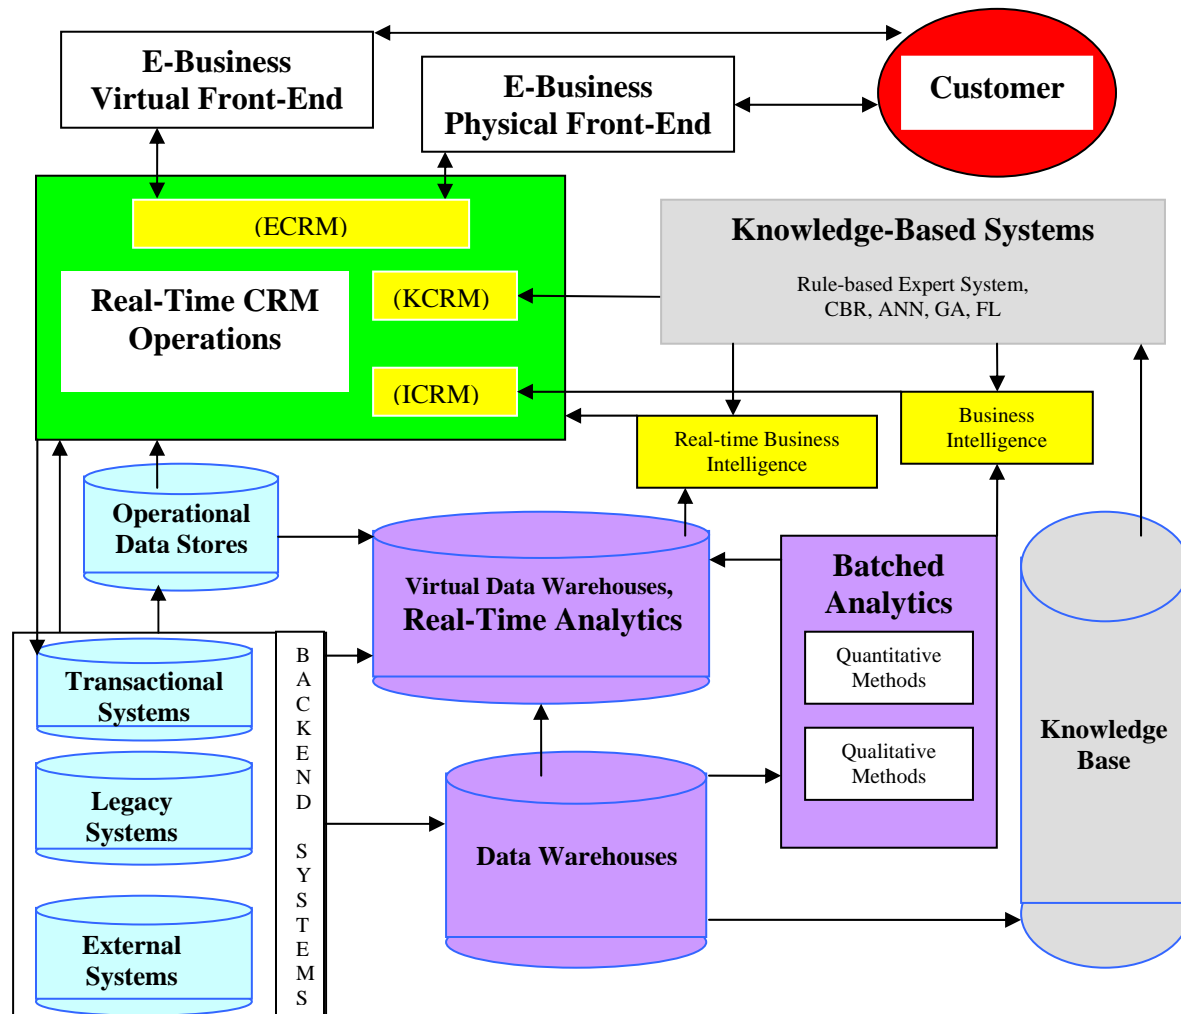 E-Business
Virtual Front-End
E-Business
Physical Front-End
Customer
(ECRM)
Real-Time CRM
Operations
(KCRM)
(ICRM)
Knowledge-Based Systems
Rule-based Expert System,
CBR, ANN, GA, FL
Real-time Business
Intelligence
Business
Intelligence
Operational
Data Stores
Virtual Data Warehouses,
Real-Time Analytics
Batched
Analytics
Quantitative
Methods
Qualitative
Methods
Knowledge
Base
Transactional
Systems
Legacy
Systems
External
Systems
B
A
C
K
E
N
D
S
Y
S
T
E
M
S
Data Warehouses